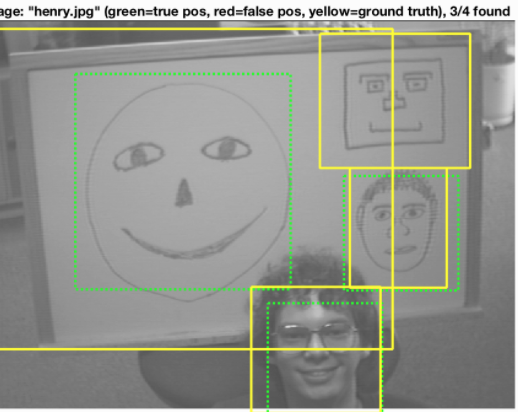 age: "henry.jpg" (green=true pos, red=false pos, yellow=ground truth), 3/4 found